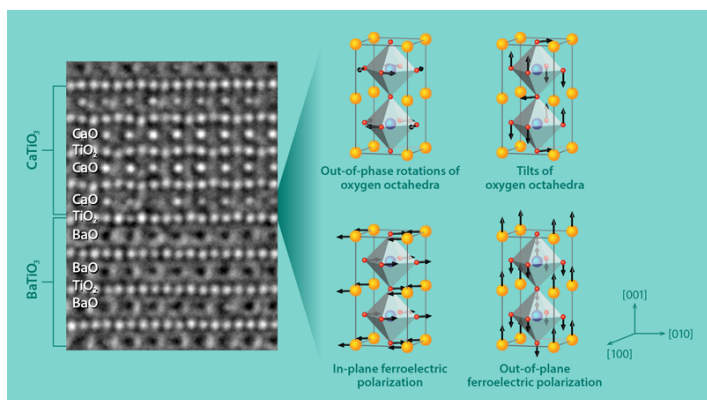 CaTiO₃
BaTiO₃
CaO
TiO₂
CaO
CaO
TiO₂
BaO
BaO
TiO₂
BaO
Out-of-phase rotations of
oxygen octahedra
Tilts of
oxygen octahedra
In-plane ferroelectric
polarization
Out-of-plane
ferroelectric polarization
[001]
[010]
[100]